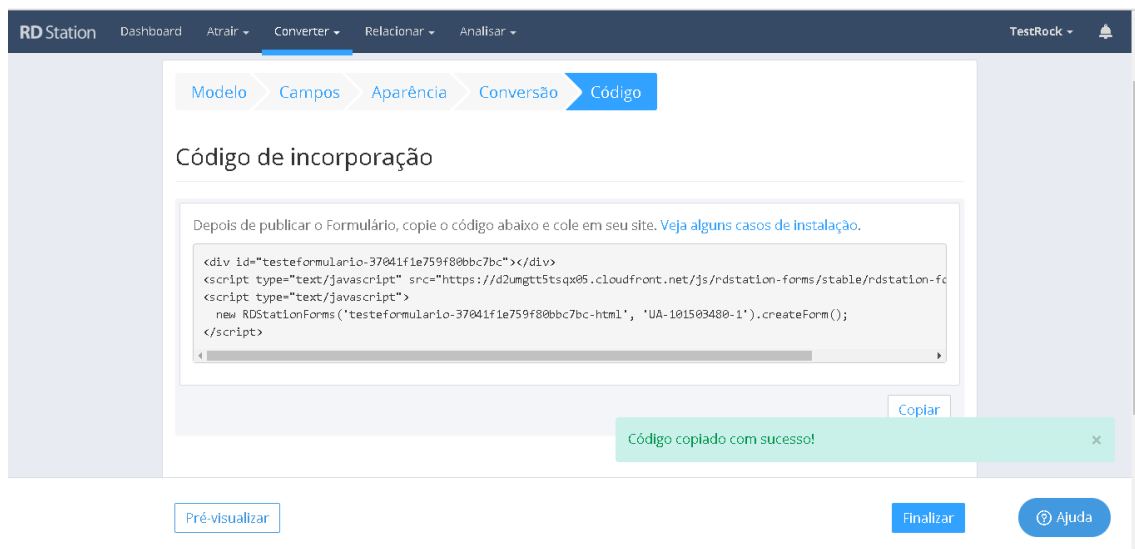 RD Station Dashboard Atrair Converter Relacionar Analisar TestRock
Modelo Campos Aparência Conversão Código
Código de incorporação
Depois de publicar o Formulário, copie o código abaixo e cole em seu site. Veja alguns casos de instalação.
<div id="testeformulario-37041f1e759f80bbc7bc"></div>
<script type="text/javascript" src="https://d2umgtt5tsqx05.cloudfront.net/js/rdstation-forms/stable/rdstation-fo
<script type="text/javascript">
new RDStationForms('testeformulario-37041f1e759f80bbc7bc-html', 'UA-101503480-1').createForm();
</script>
Copiar
Código copiado com sucesso! ×
Pré-visualizar Finalizar Ajuda